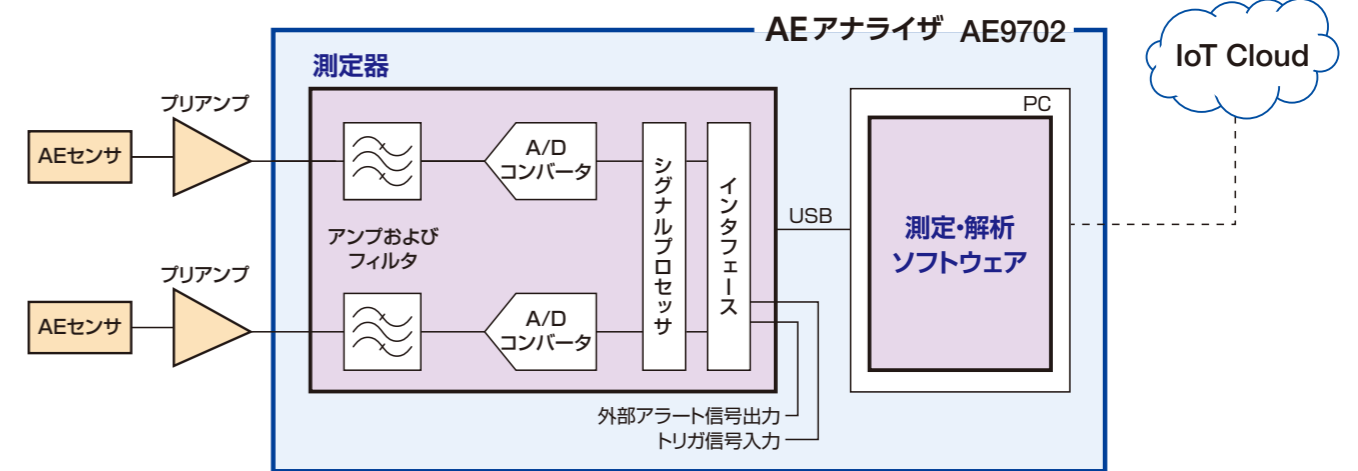 AEアナライザ AE9702
IoT Cloud
測定器
PC
プリアンプ
AEセンサ
A/D
コンバータ
シグナルプロセッサ
インタフェース
アンプおよび
フィルタ
USB
測定・解析
ソフトウェア
プリアンプ
AEセンサ
A/D
コンバータ
外部アラート信号出力
トリガ信号入力